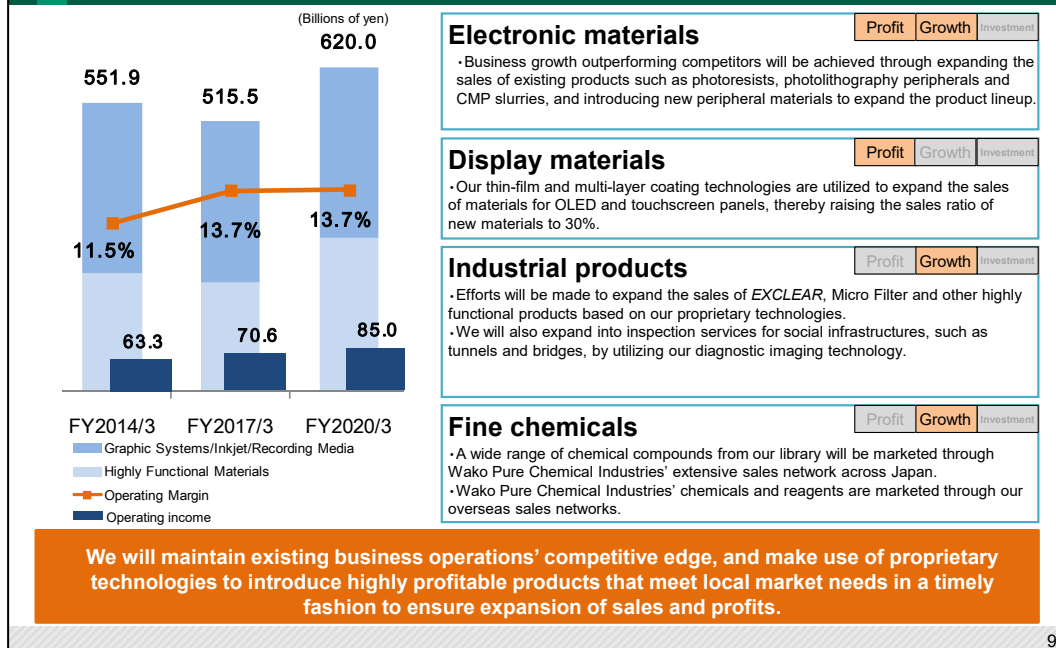 (Billions of yen)
620.0
551.9
515.5
11.5%
13.7%
13.7%
63.3
70.6
85.0
FY2014/3 FY2017/3 FY2020/3
Graphic Systems/Inkjet/Recording Media
Highly Functional Materials
Operating Margin
Operating income
Electronic materials
Profit Growth Investment
・Business growth outperforming competitors will be achieved through expanding the
sales of existing products such as photoresists, photolithography peripherals and
CMP slurries, and introducing new peripheral materials to expand the product lineup.
Display materials
Profit Growth Investment
・Our thin-film and multi-layer coating technologies are utilized to expand the sales
of materials for OLED and touchscreen panels, thereby raising the sales ratio of
new materials to 30%.
Industrial products
Profit Growth Investment
・Efforts will be made to expand the sales of EXCLEAR, Micro Filter and other highly
functional products based on our proprietary technologies.
・We will also expand into inspection services for social infrastructures, such as
tunnels and bridges, by utilizing our diagnostic imaging technology.
Fine chemicals
Profit Growth Investment
・A wide range of chemical compounds from our library will be marketed through
Wako Pure Chemical Industries’ extensive sales network across Japan.
・Wako Pure Chemical Industries’ chemicals and reagents are marketed through our
overseas sales networks.
We will maintain existing business operations’ competitive edge, and make use of proprietary
technologies to introduce highly profitable products that meet local market needs in a timely
fashion to ensure expansion of sales and profits.
9